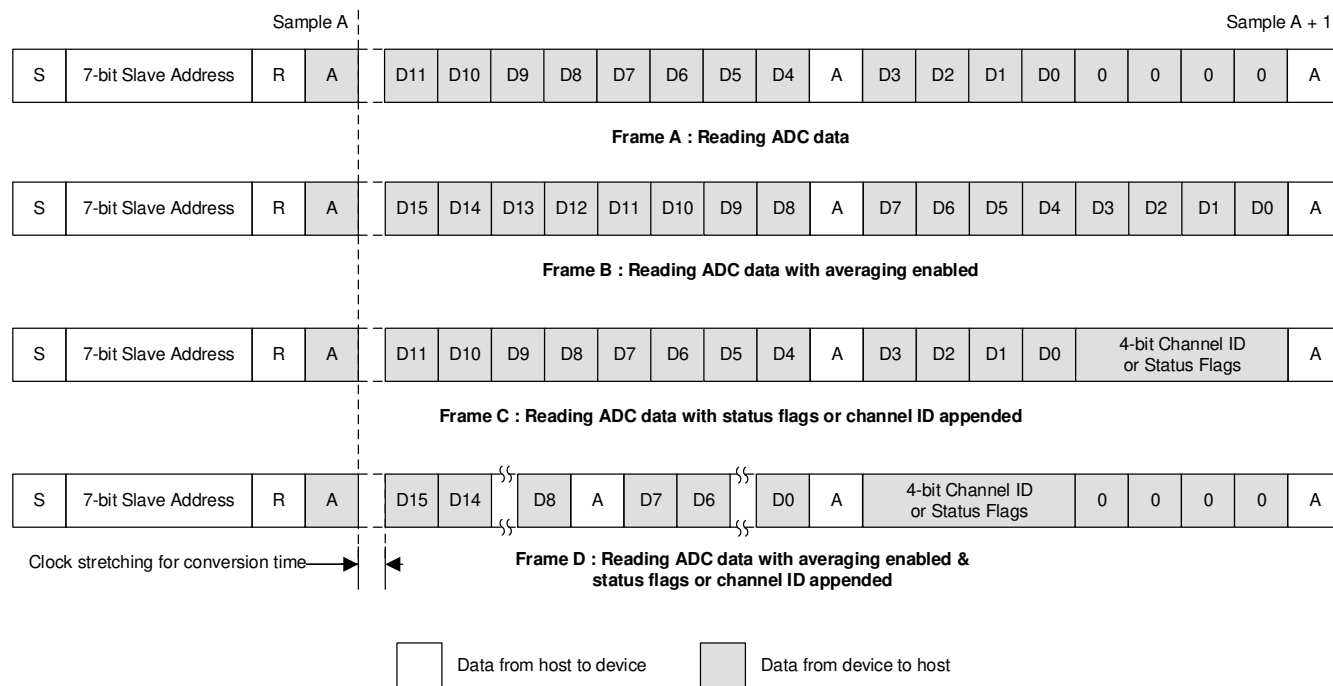 Sample A Sample A + 1
S 7-bit Slave Address R A D11 D10 D9 D8 D7 D6 D5 D4 A D3 D2 D1 D0 0 0 0 0 A
Frame A : Reading ADC data
S 7-bit Slave Address R A D15 D14 D13 D12 D11 D10 D9 D8 A D7 D6 D5 D4 D3 D2 D1 D0 A
Frame B : Reading ADC data with averaging enabled
S 7-bit Slave Address R A D11 D10 D9 D8 D7 D6 D5 D4 A D3 D2 D1 D0 4-bit Channel ID
or Status Flags A
Frame C : Reading ADC data with status flags or channel ID appended
S 7-bit Slave Address R A D15 D14 D8 A D7 D6 D0 A 4-bit Channel ID
or Status Flags 0 0 0 0 A
Clock stretching for conversion time
Frame D : Reading ADC data with averaging enabled &
status flags or channel ID appended
Data from host to device
Data from device to host